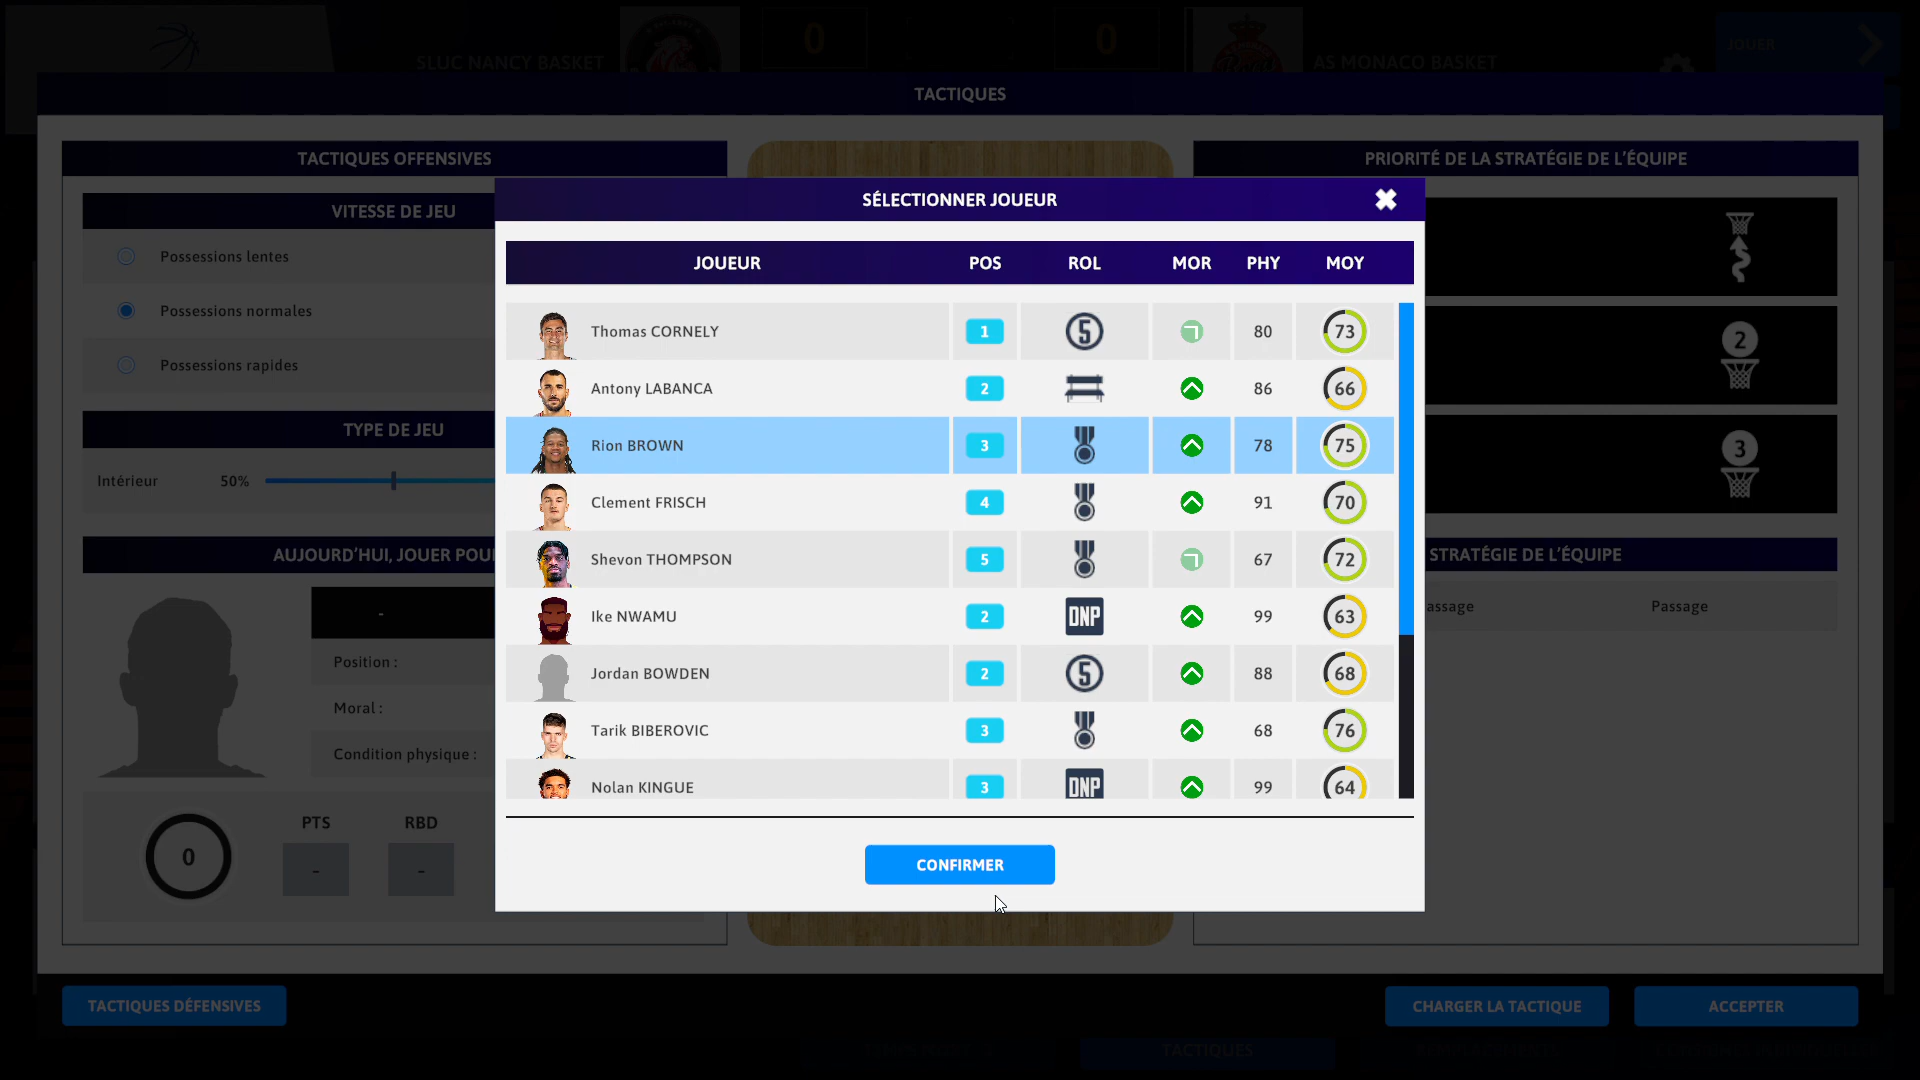 SLUC NANCY BASKET
0
0
AS MONACO BASKET
JOUER
TACTIQUES
TACTIQUES OFFENSIVES
PRIORITÉ DE LA STRATÉGIE DE L'ÉQUIPE
VITESSE DE JEU
Possessions lentes
Possessions normales
Possessions rapides
TYPE DE JEU
Intérieur 50%
AUJOURD'HUI, JOUER POU
-
Position :
Moral :
Condition physique :
0
PTS RBD
- -
2
3
STRATÉGIE DE L'ÉQUIPE
assage Passage
SÉLECTIONNER JOUEUR
JOUEUR POS ROL MOR PHY MOY
Thomas CORNELY 1 5 80 73
Antony LABANCA 2 86 66
Rion BROWN 3 78 75
Clement FRISCH 4 91 70
Shevon THOMPSON 5 67 72
Ike NWAMU 2 DNP 99 63
Jordan BOWDEN 2 5 88 68
Tarik BIBEROVIC 3 68 76
Nolan KINGUE 3 DNP 99 64
CONFIRMER
TACTIQUES DÉFENSIVES
CHARGER LA TACTIQUE
ACCEPTER
TACTIQUES